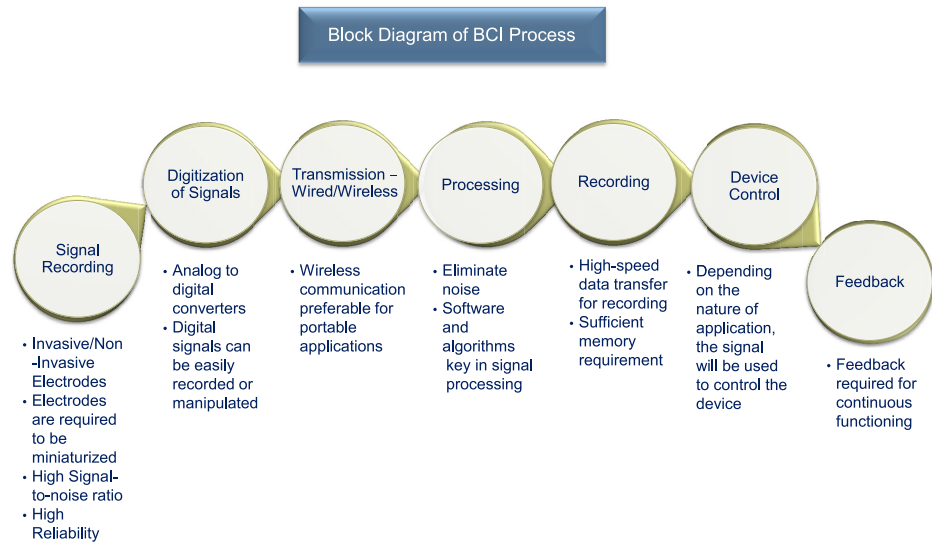 Block Diagram of BCI Process
Signal
Recording
• Invasive/Non
-Invasive
Electrodes
• Electrodes
are required
to be
miniaturized
• High Signal-
to-noise ratio
• High
Reliability
Digitization
of Signals
• Analog to
digital
converters
• Digital
signals can
be easily
recorded or
manipulated
Transmission –
Wired/Wireless
• Wireless
communication
preferable for
portable
applications
Processing
• Eliminate
noise
• Software
and
algorithms
key in signal
processing
Recording
• High-speed
data transfer
for recording
• Sufficient
memory
requirement
Device
Control
• Depending
on the
nature of
application,
the signal
will be used
to control the
device
Feedback
• Feedback
required for
continuous
functioning